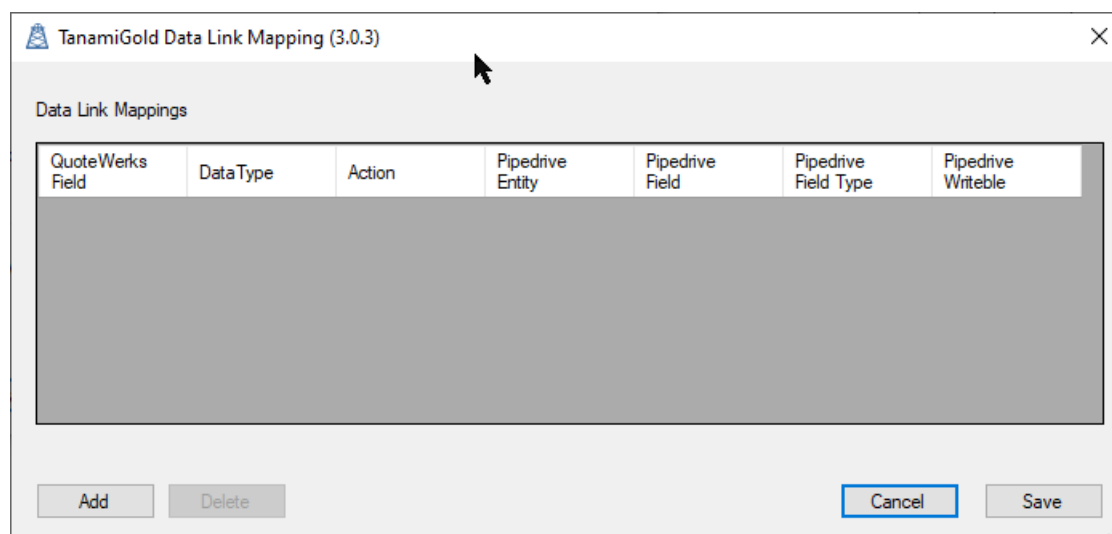 TanamiGold Data Link Mapping (3.0.3)
Data Link Mappings
QuoteWerks Field
DataType
Action
Pipedrive Entity
Pipedrive Field
Pipedrive Field Type
Pipedrive Writeble
Add
Delete
Cancel
Save